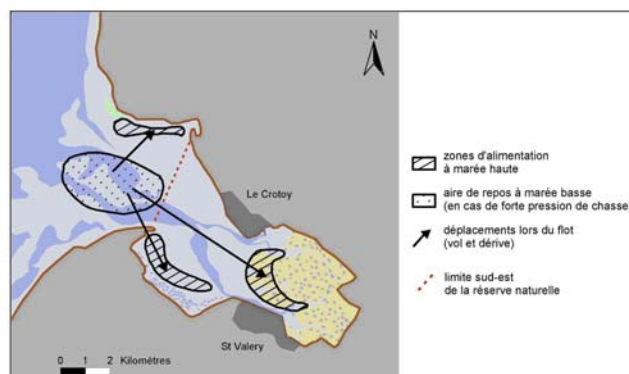 N
Le Crotoy
St Valery
0 1 2 Kilomètres
zones d'alimentation
à marée haute
aire de repos à marée basse
(en cas de forte pression de chasse)
déplacements lors du flot
(vol et dérive)
limite sud-est
de la réserve naturelle